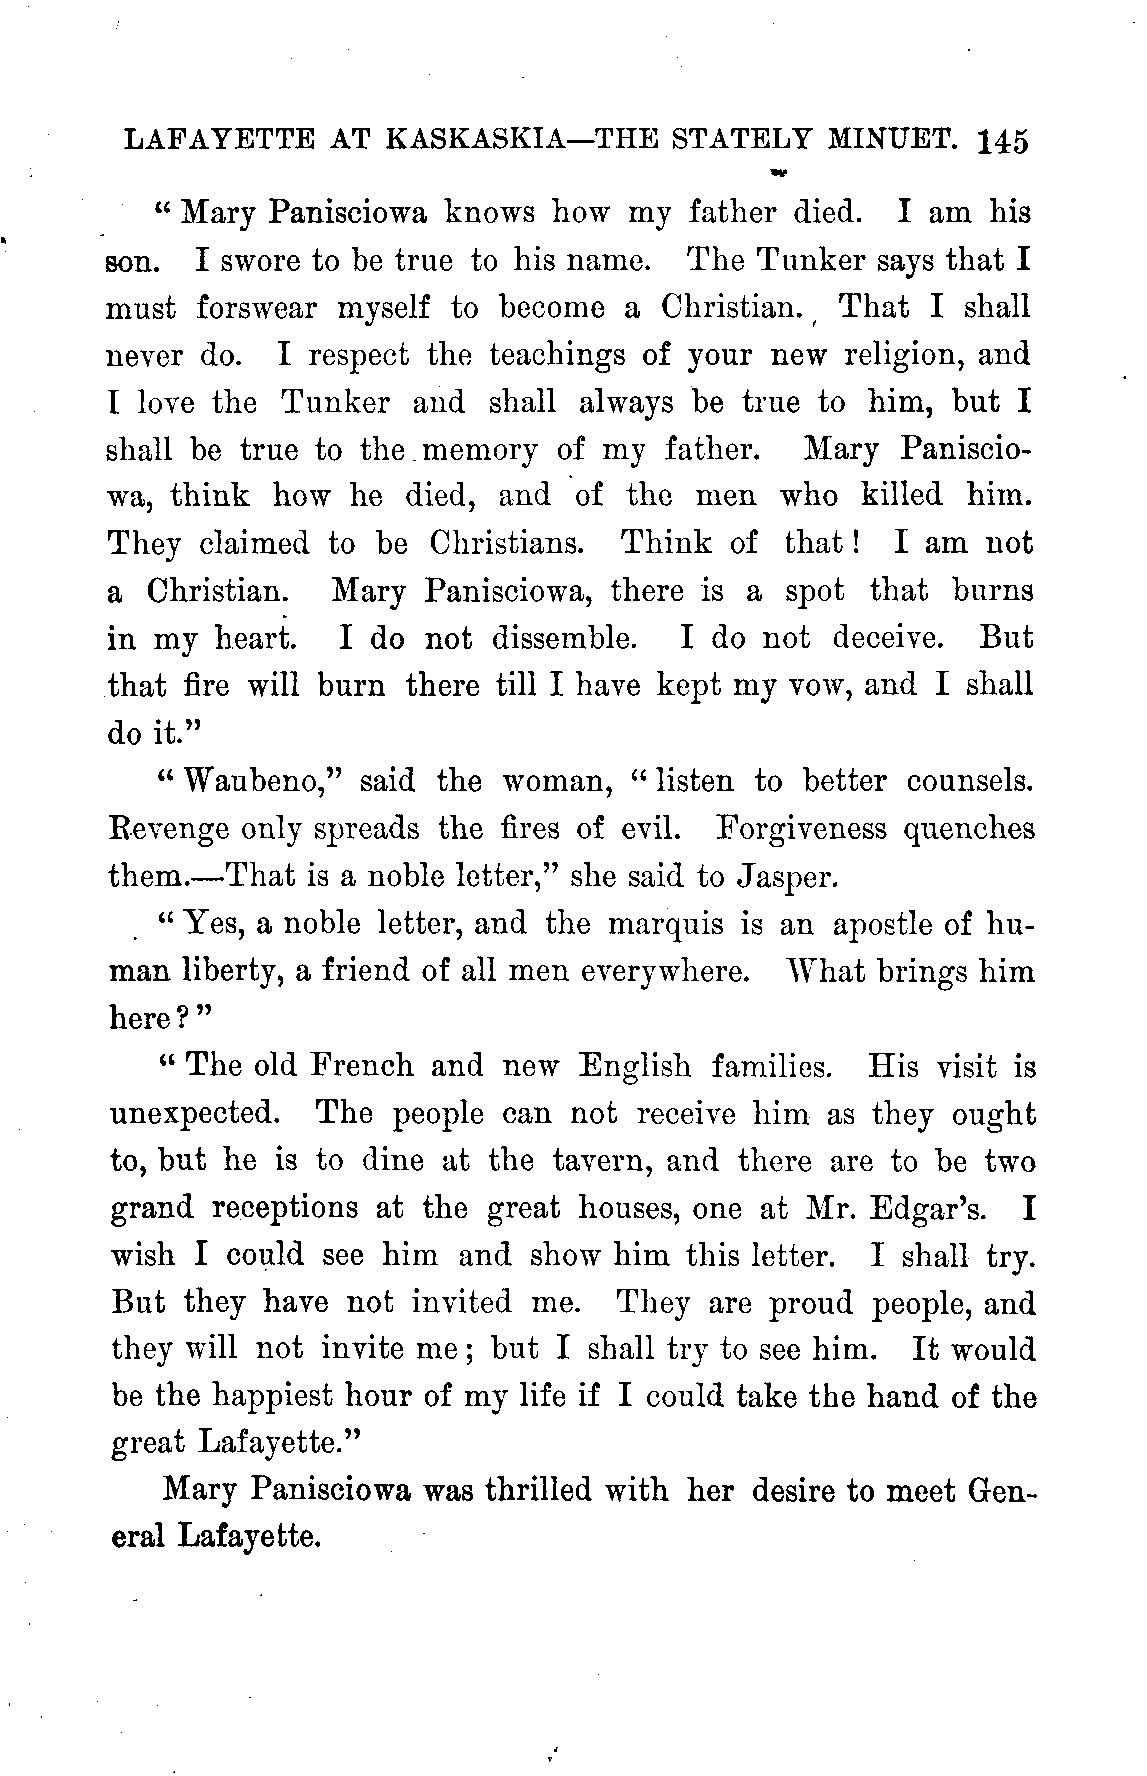 LAFAYETTE AT KASKASKIA—THE STATELY MINUET. 145
“ Mary Panisciowa knows how my father died. I am his
son. I swore to be true to his name. The Tunker says that I
must forswear myself to become a Christian. That I shall
never do. I respect the teachings of your new religion, and
I love the Tunker and shall always be true to him, but I
shall be true to the memory of my father. Mary Paniscio-
wa, think how he died, and of the men who killed him.
They claimed to be Christians. Think of that ! I am not
a Christian. Mary Panisciowa, there is a spot that burns
in my heart. I do not dissemble. I do not deceive. But
that fire will burn there till I have kept my vow, and I shall
do it.”
“ Waubeno,” said the woman, “ listen to better counsels.
Revenge only spreads the fires of evil. Forgiveness quenches
them.—That is a noble letter,” she said to Jasper.
“ Yes, a noble letter, and the marquis is an apostle of hu-
man liberty, a friend of all men everywhere. What brings him
here ? ”
“ The old French and new English families. His visit is
unexpected. The people can not receive him as they ought
to, but he is to dine at the tavern, and there are to be two
grand receptions at the great houses, one at Mr. Edgar’s. I
wish I could see him and show him this letter. I shall try.
But they have not invited me. They are proud people, and
they will not invite me ; but I shall try to see him. It would
be the happiest hour of my life if I could take the hand of the
great Lafayette.”
Mary Panisciowa was thrilled with her desire to meet Gen-
eral Lafayette.